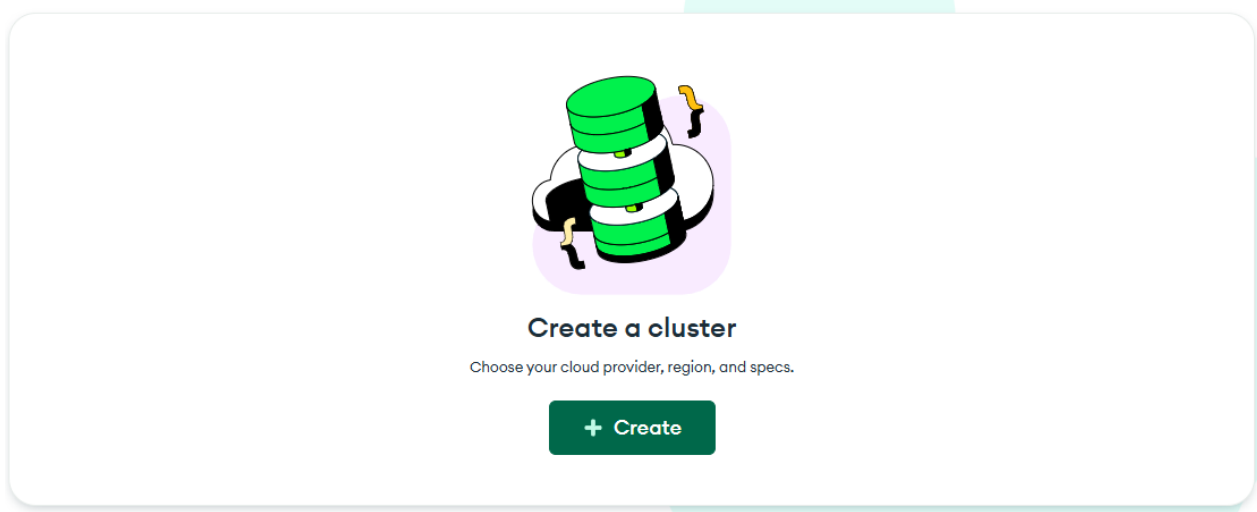 Create a cluster
Choose your cloud provider, region, and specs.
+ Create